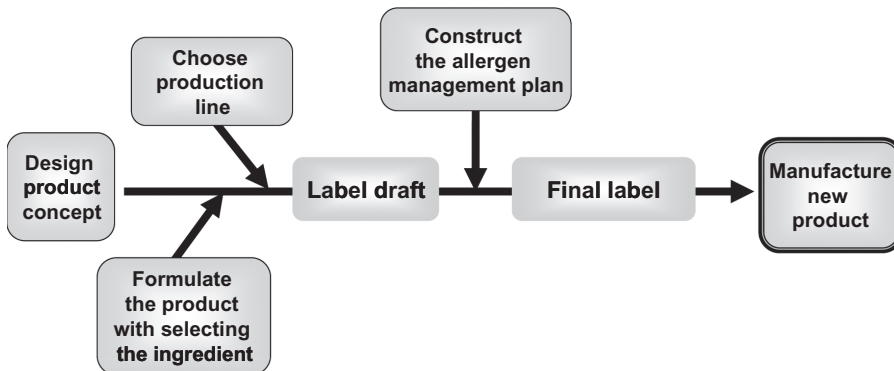 Design
product
concept
Choose
production
line
Formulate
the product
with selecting
the ingredient
Label draft
Construct
the allergen
management plan
Final label
Manufacture
new
product